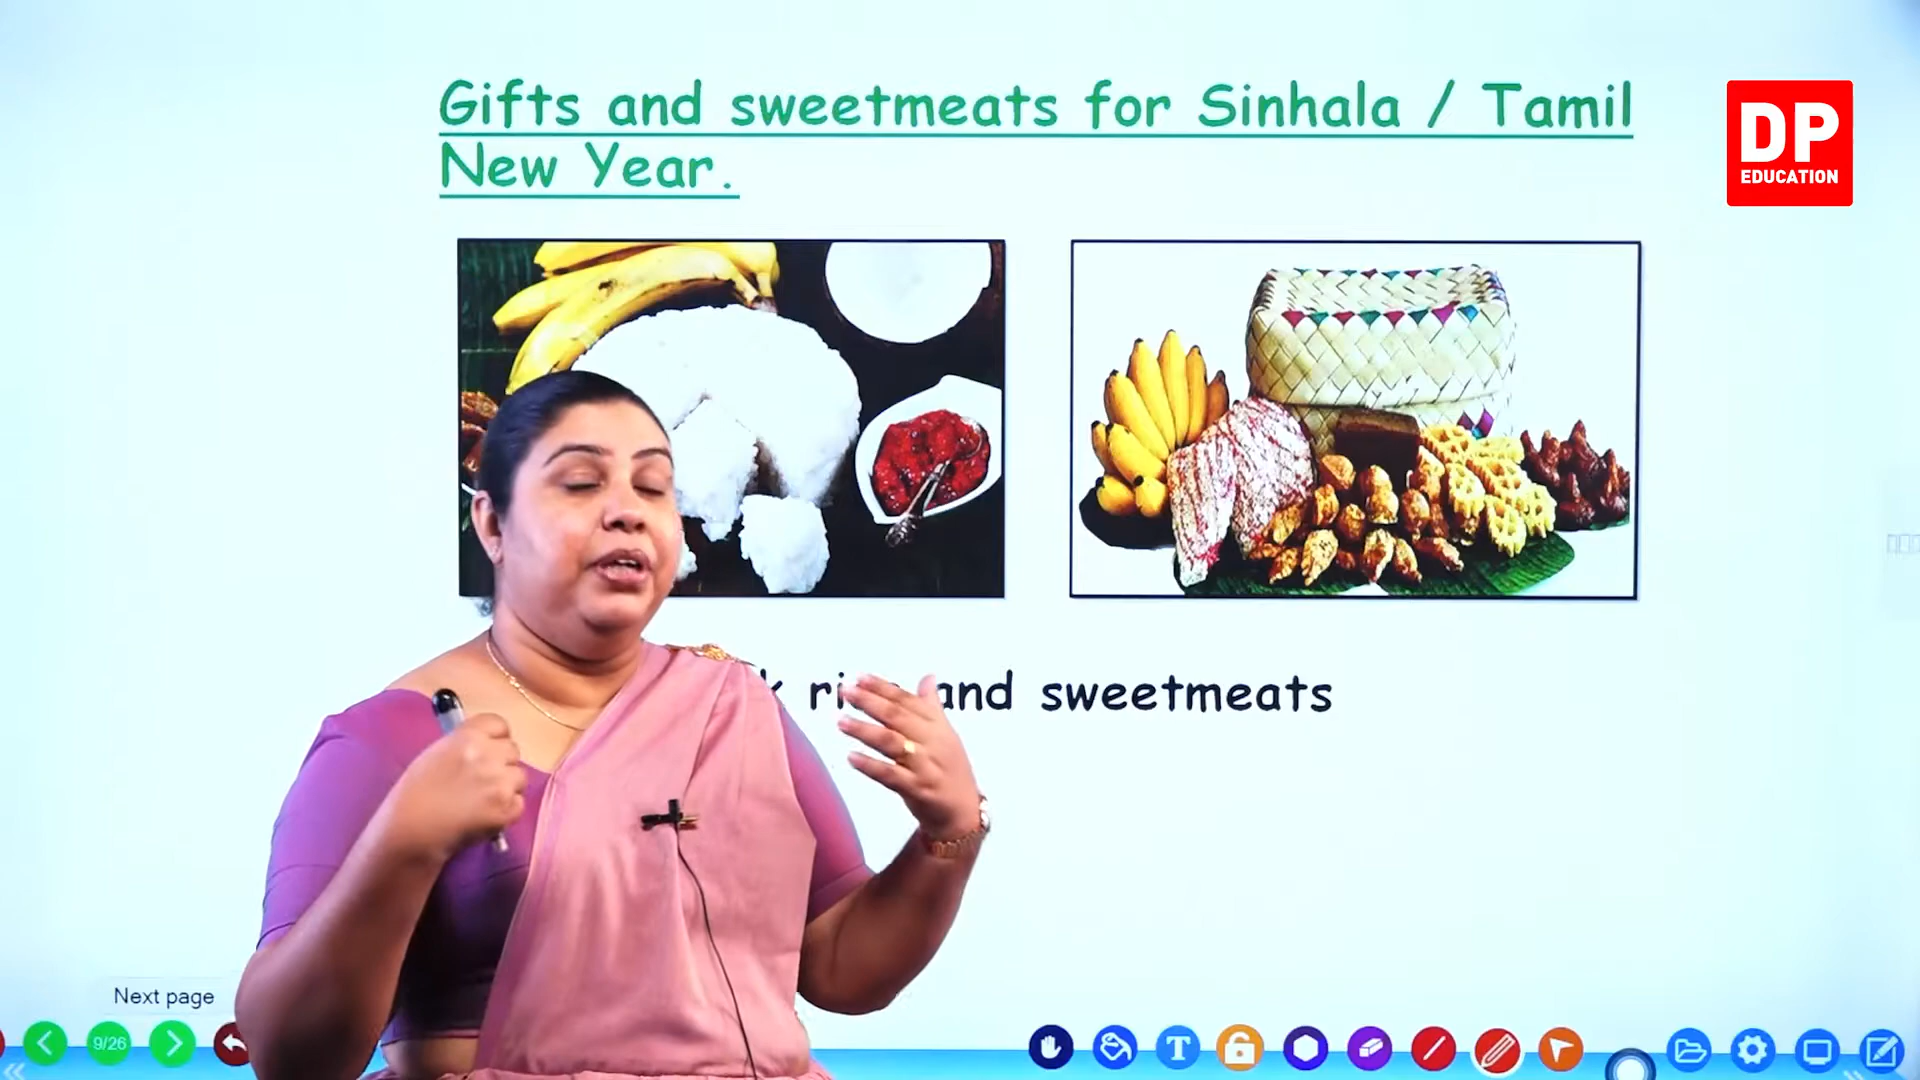 Gifts and sweetmeats for Sinhala / Tamil
New Year.
DP
EDUCATION
and sweetmeats
Next page
9/26
T